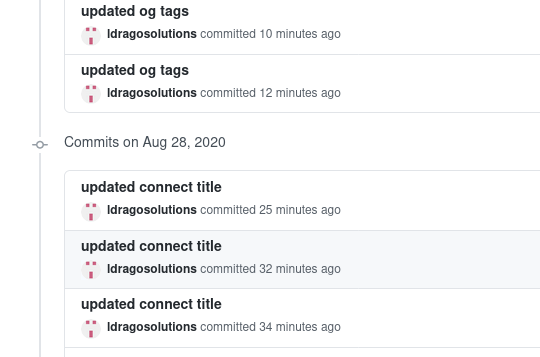 updated og tags
ldragosolutions committed 10 minutes ago
updated og tags
ldragosolutions committed 12 minutes ago
Commits on Aug 28, 2020
updated connect title
ldragosolutions committed 25 minutes ago
updated connect title
ldragosolutions committed 32 minutes ago
updated connect title
ldragosolutions committed 34 minutes ago